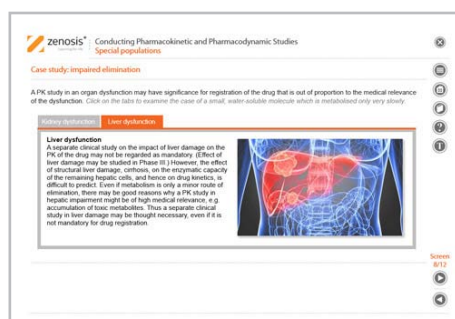 zenosis®
Conducting Pharmacokinetic and Pharmacodynamic Studies
Special populations
Case study: impaired elimination
A PK study in an organ dysfunction may have significance for registration of the drug that is out of proportion to the medical relevance
of the dysfunction. Click on the tabs to examine the case of a small, water-soluble molecule which is metabolised only very slowly.
Kidney dysfunction Liver dysfunction
Liver dysfunction
A separate clinical study on the impact of liver damage on the
PK of the drug may not be regarded as mandatory. (Effect of
liver damage may be studied in Phase III.) However, the effect
of structural liver damage, cirrhosis, on the enzymatic capacity
of the remaining hepatic cells, and hence on drug kinetics, is
difficult to predict. Even if metabolism is only a minor route of
elimination, there may be good reasons why a PK study in
hepatic impairment might be of high medical relevance, e.g.
accumulation of toxic metabolites. Thus a separate clinical
study in liver damage may be thought necessary, even if it is
not mandatory for drug registration.
Screen
8/12